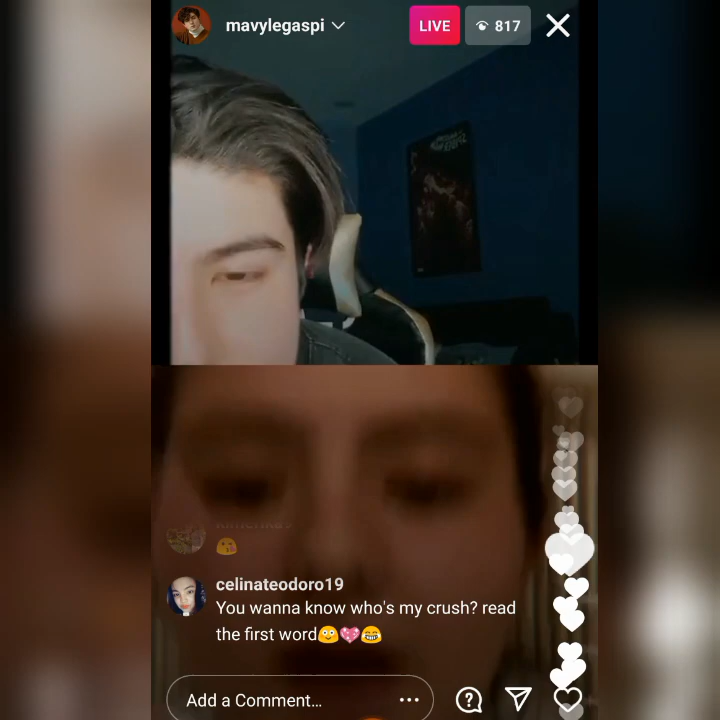 mavylegaspi
LIVE
817
celinateodoro19
You wanna know who's my crush? read
the first word😳💖😂
Add a Comment...